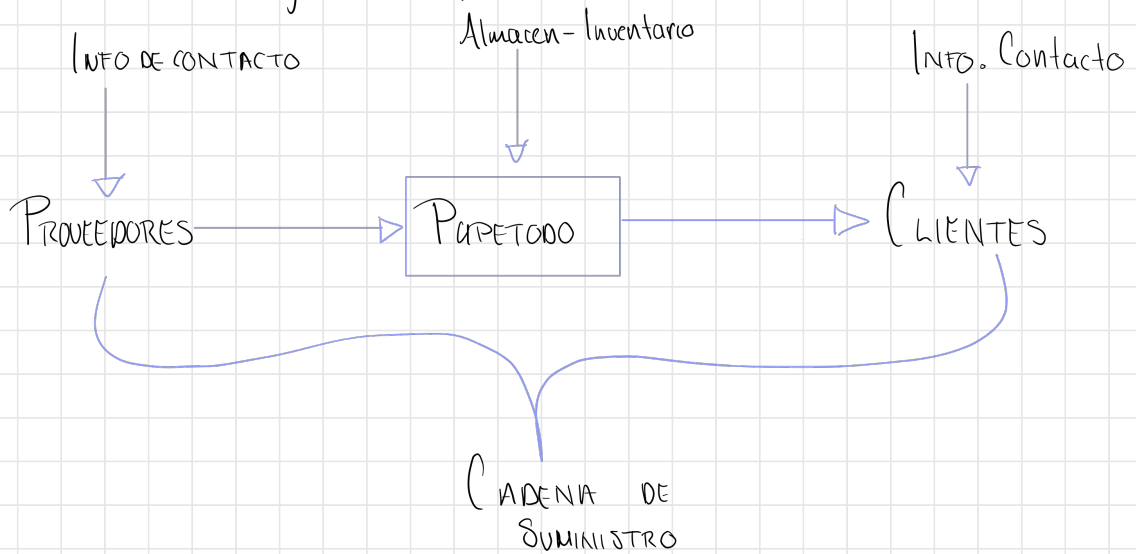 Almacen - Inventario
INFO DE CONTACTO
INFO. Contacto
PROVEEDORES
PAPETODO
CLIENTES
CADENA DE
SUMINISTRO